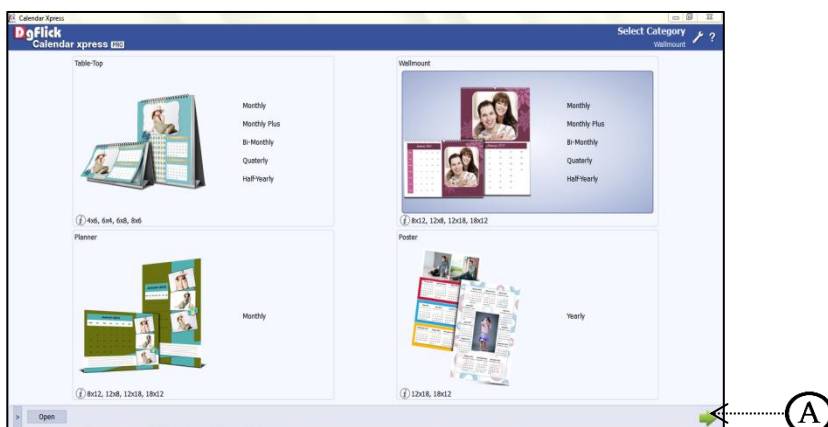 Calendar Xpress
DgFlick
Calendar xpress PRO
Select Category
Wallmount
?
Table-Top
Monthly
Monthly Plus
Bi-Monthly
Quaterly
Half-Yearly
4x6, 6x4, 6x8, 8x6
Wallmount
Monthly
Monthly Plus
Bi-Monthly
Quaterly
Half-Yearly
8x12, 12x8, 12x18, 18x12
Planner
Monthly
8x12, 12x8, 12x18, 18x12
Poster
Yearly
12x18, 18x12
> Open
A